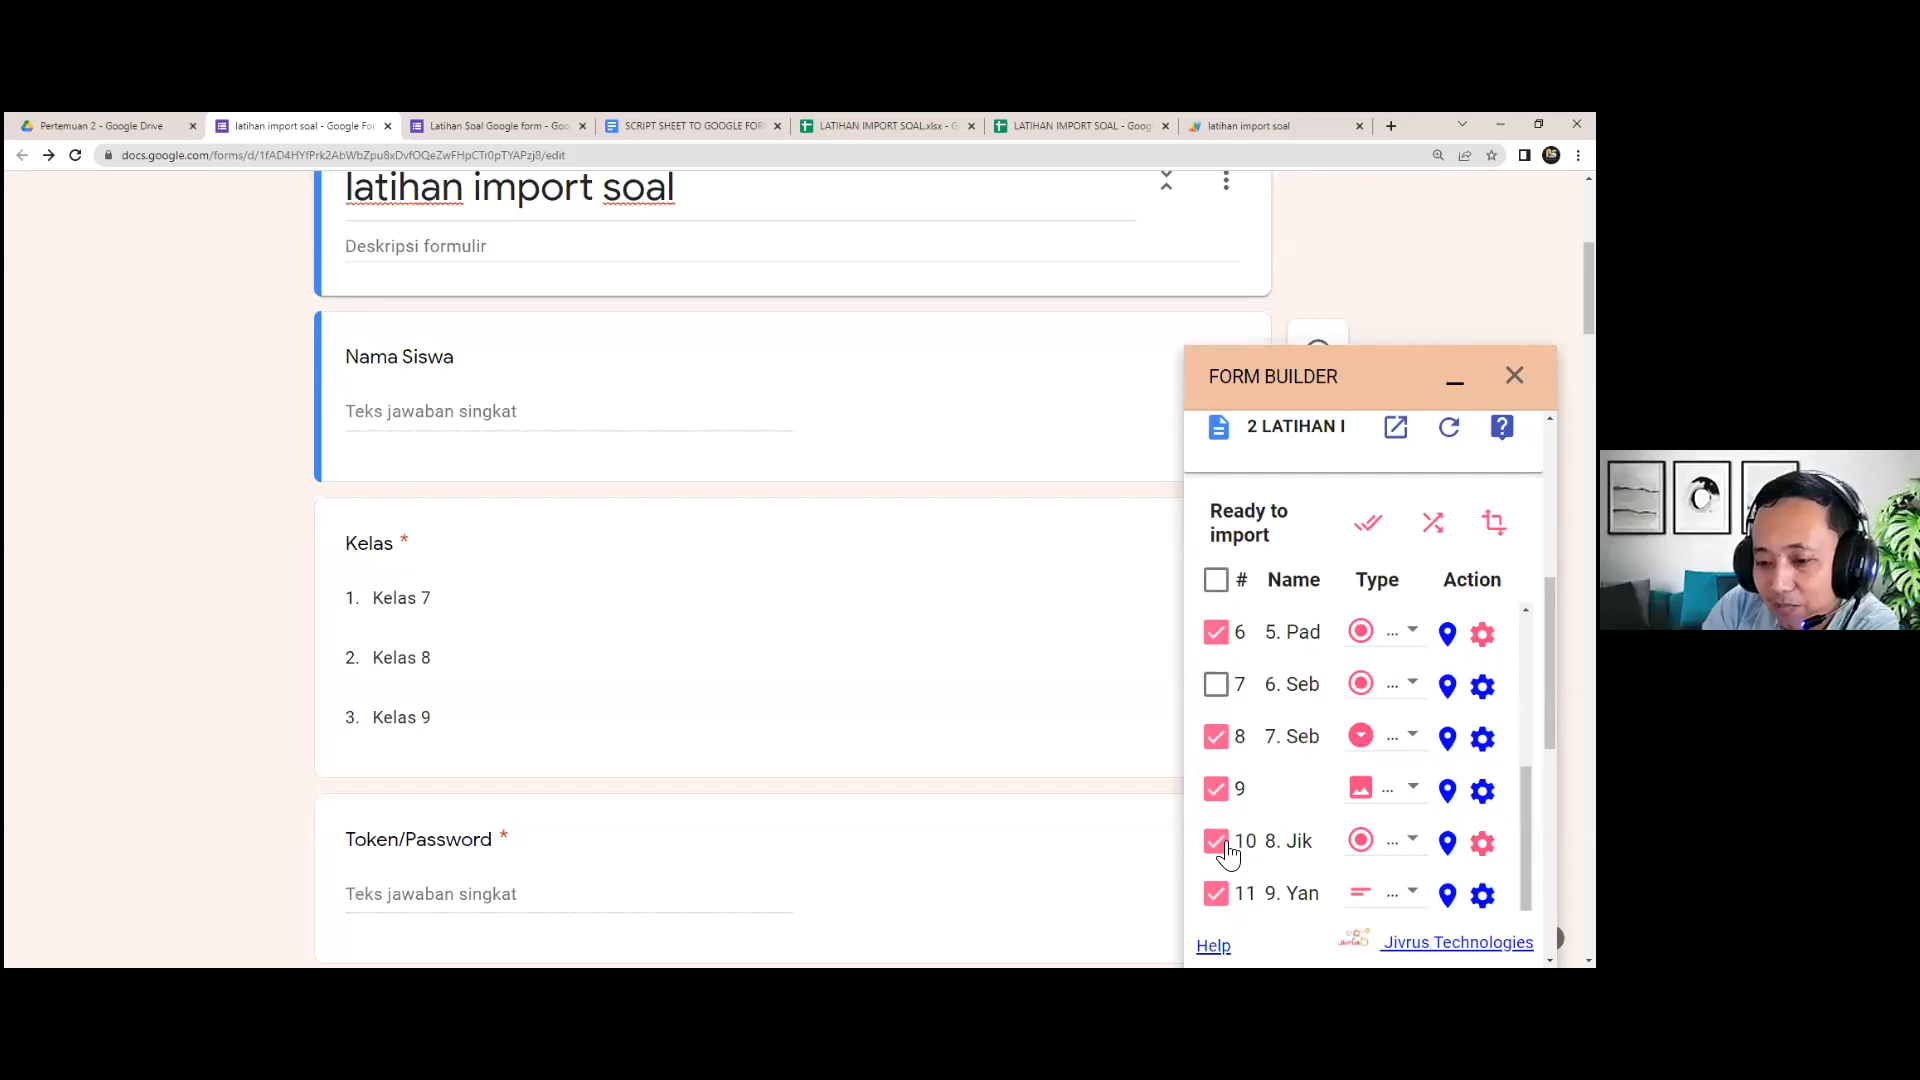 Pertemuan 2 - Google Drive
latihan import soal - Google For
Latihan Soal Google form - Goo
SCRIPT SHEET TO GOOGLE FOR
LATIHAN IMPORT SOAL.xlsx - G
LATIHAN IMPORT SOAL - Goog
latihan import soal
docs.google.com/forms/d/1fAD4HYfPrk2AbWbZpu8xDvfOQeZwFHpCTr0pTYAPzj8/edit
latihan import soal
Deskripsi formulir
Nama Siswa
Teks jawaban singkat
Kelas *
1. Kelas 7
2. Kelas 8
3. Kelas 9
Token/Password *
Teks jawaban singkat
FORM BUILDER
2 LATIHAN I
Ready to
import
# Name Type Action
6 5. Pad ...
7 6. Seb ...
8 7. Seb ...
9 ...
10 8. Jik ...
11 9. Yan ...
Help
Jivrus Technologies